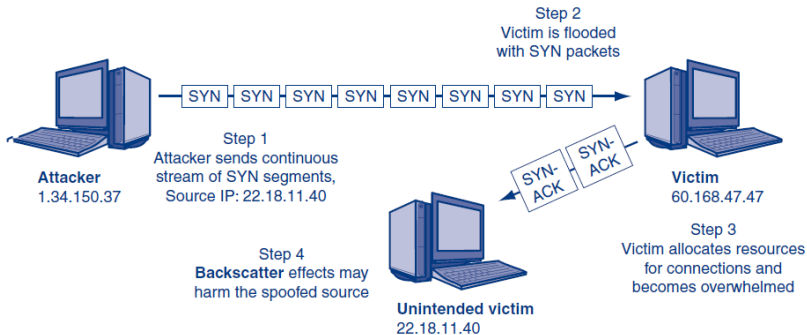 Step 2
Victim is flooded
with SYN packets
SYN SYN SYN SYN SYN SYN SYN SYN
Step 1
Attacker sends continuous
stream of SYN segments,
Source IP: 22.18.11.40
Attacker
1.34.150.37
SYN-
ACK
SYN-
ACK
Victim
60.168.47.47
Step 3
Victim allocates resources
for connections and
becomes overwhelmed
Step 4
Backscatter effects may
harm the spoofed source
Unintended victim
22.18.11.40